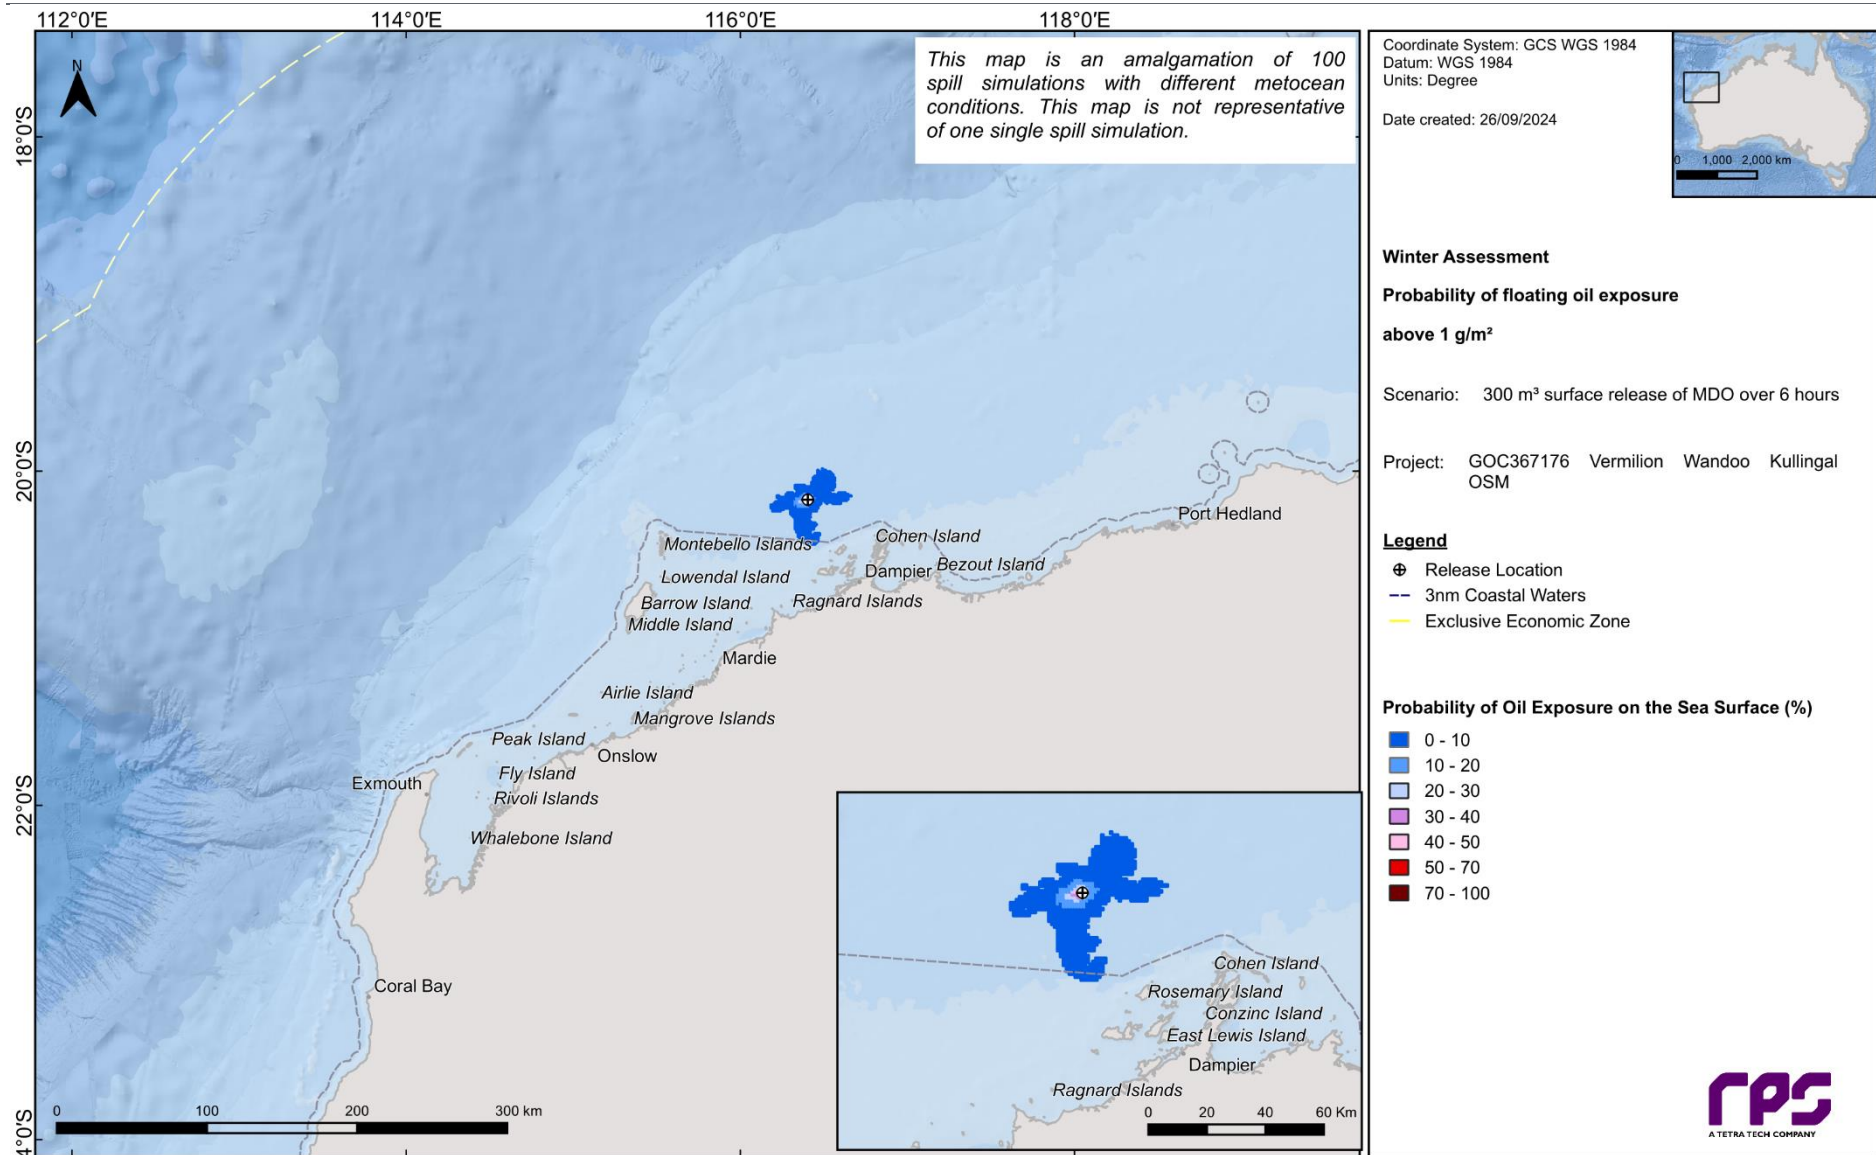 112°0'E
114°0'E
116°0'E
118°0'E
18°0'S
20°0'S
22°0'S
4°0'S
N
This map is an amalgamation of 100
spill simulations with different metocean
conditions. This map is not representative
of one single spill simulation.
Montebello Islands
Cohen Island
Port Hedland
Lowendal Island
Dampier
Bezout Island
Barrow Island
Ragnard Islands
Middle Island
Mardie
Airlie Island
Mangrove Islands
Peak Island
Onslow
Exmouth
Fly Island
Rivoli Islands
Whalebone Island
Coral Bay
0 100 200 300 km
Cohen Island
Rosemary Island
Conzinc Island
East Lewis Island
Dampier
Ragnard Islands
0 20 40 60 Km
Coordinate System: GCS WGS 1984
Datum: WGS 1984
Units: Degree
Date created: 26/09/2024
0 1,000 2,000 km
Winter Assessment
Probability of floating oil exposure
above 1 g/m²
Scenario: 300 m³ surface release of MDO over 6 hours
Project: GOC367176 Vermilion Wandoo Kullingal
OSM
Legend
Release Location
3nm Coastal Waters
Exclusive Economic Zone
Probability of Oil Exposure on the Sea Surface (%)
0 - 10
10 - 20
20 - 30
30 - 40
40 - 50
50 - 70
70 - 100
rps
A TETRA TECH COMPANY